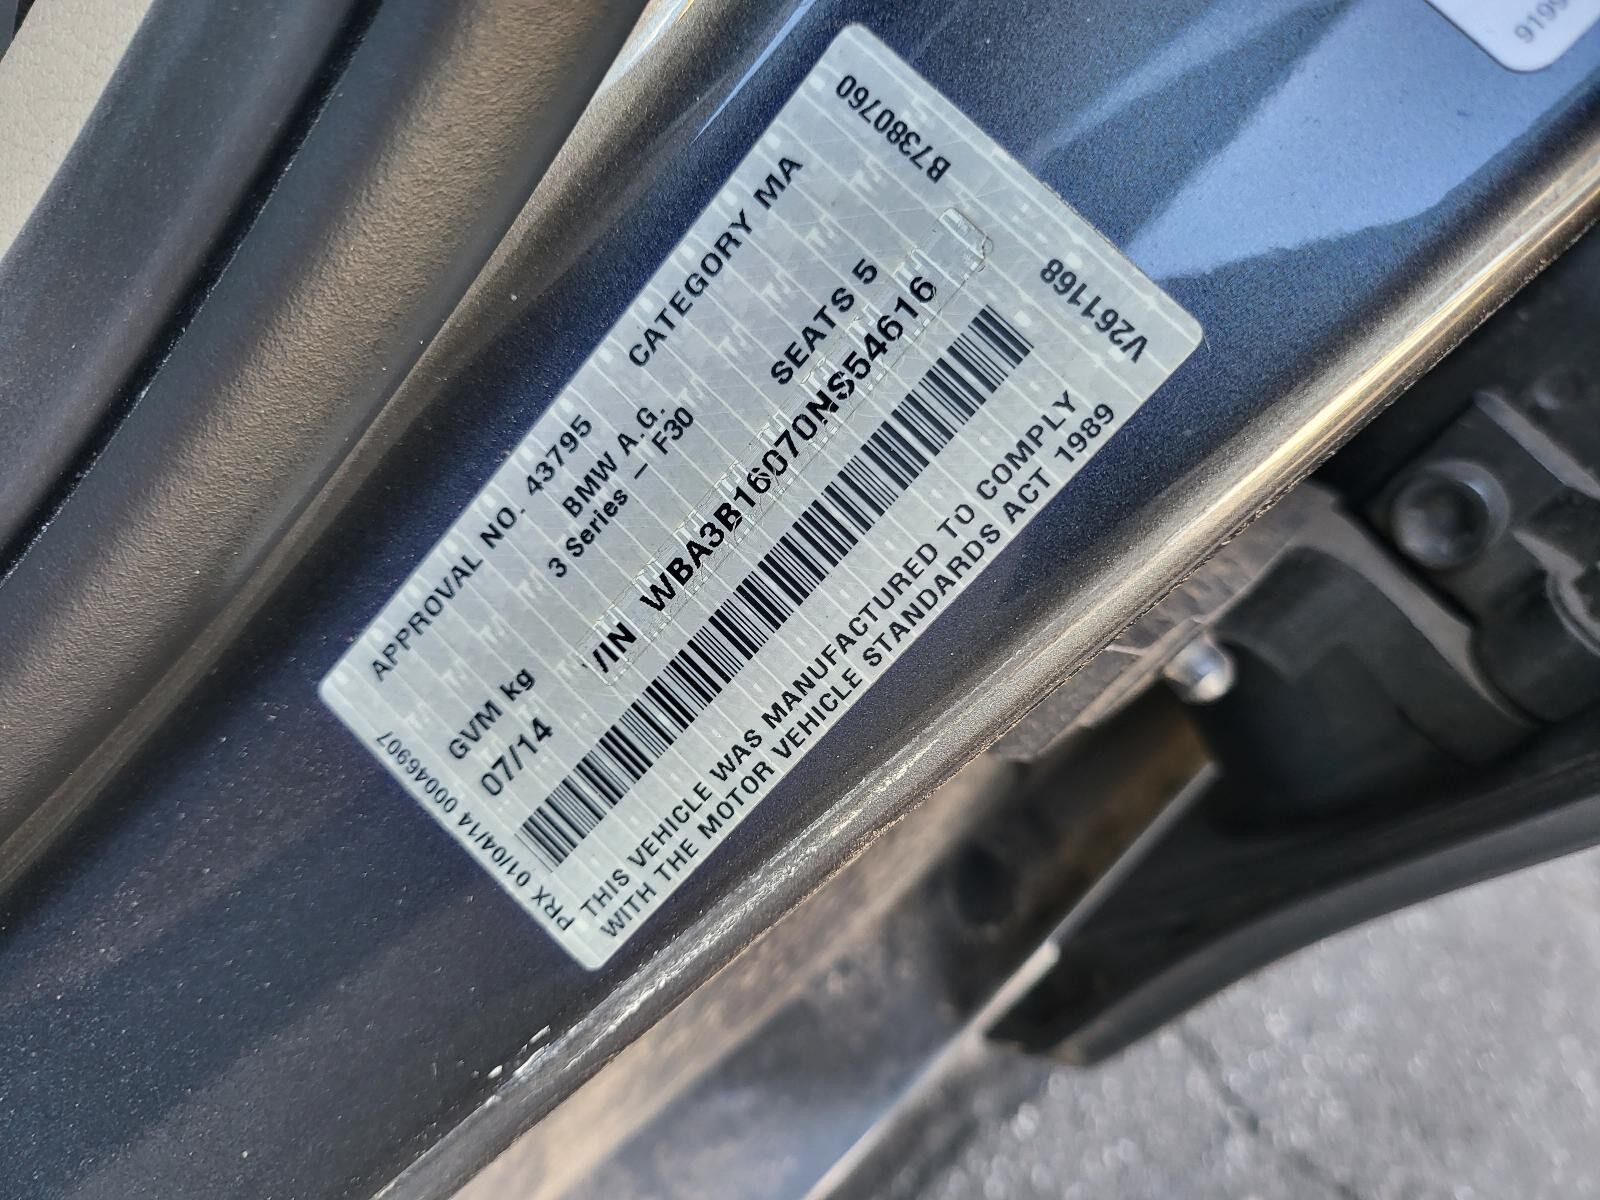 APPROVAL NO. 43795 CATEGORY MA
BMW A.G.
3 Series – F30
GVM kg SEATS 5
07/14
VIN WBA3B16070NS54616
THIS VEHICLE WAS MANUFACTURED TO COMPLY
WITH THE MOTOR VEHICLE STANDARDS ACT 1989
PRX 01/04/14 00046907
B7380760
V261168